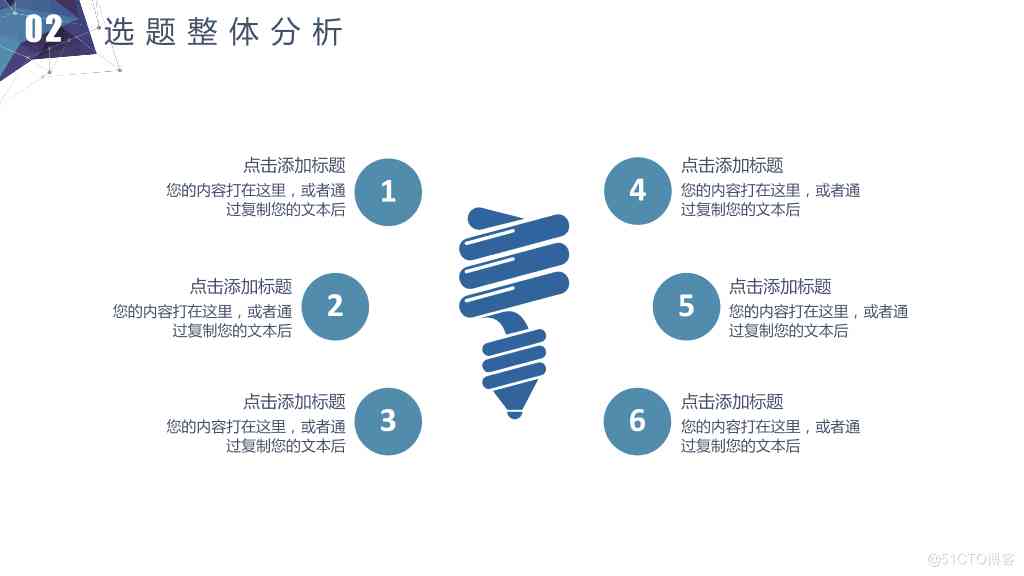 02
选题整体分析
点击添加标题
您的内容打在这里，或者通
过复制您的文本后
1
点击添加标题
您的内容打在这里，或者通
过复制您的文本后
2
点击添加标题
您的内容打在这里，或者通
过复制您的文本后
3
4
点击添加标题
您的内容打在这里，或者通
过复制您的文本后
5
点击添加标题
您的内容打在这里，或者通
过复制您的文本后
6
点击添加标题
您的内容打在这里，或者通
过复制您的文本后
@51CTO博客